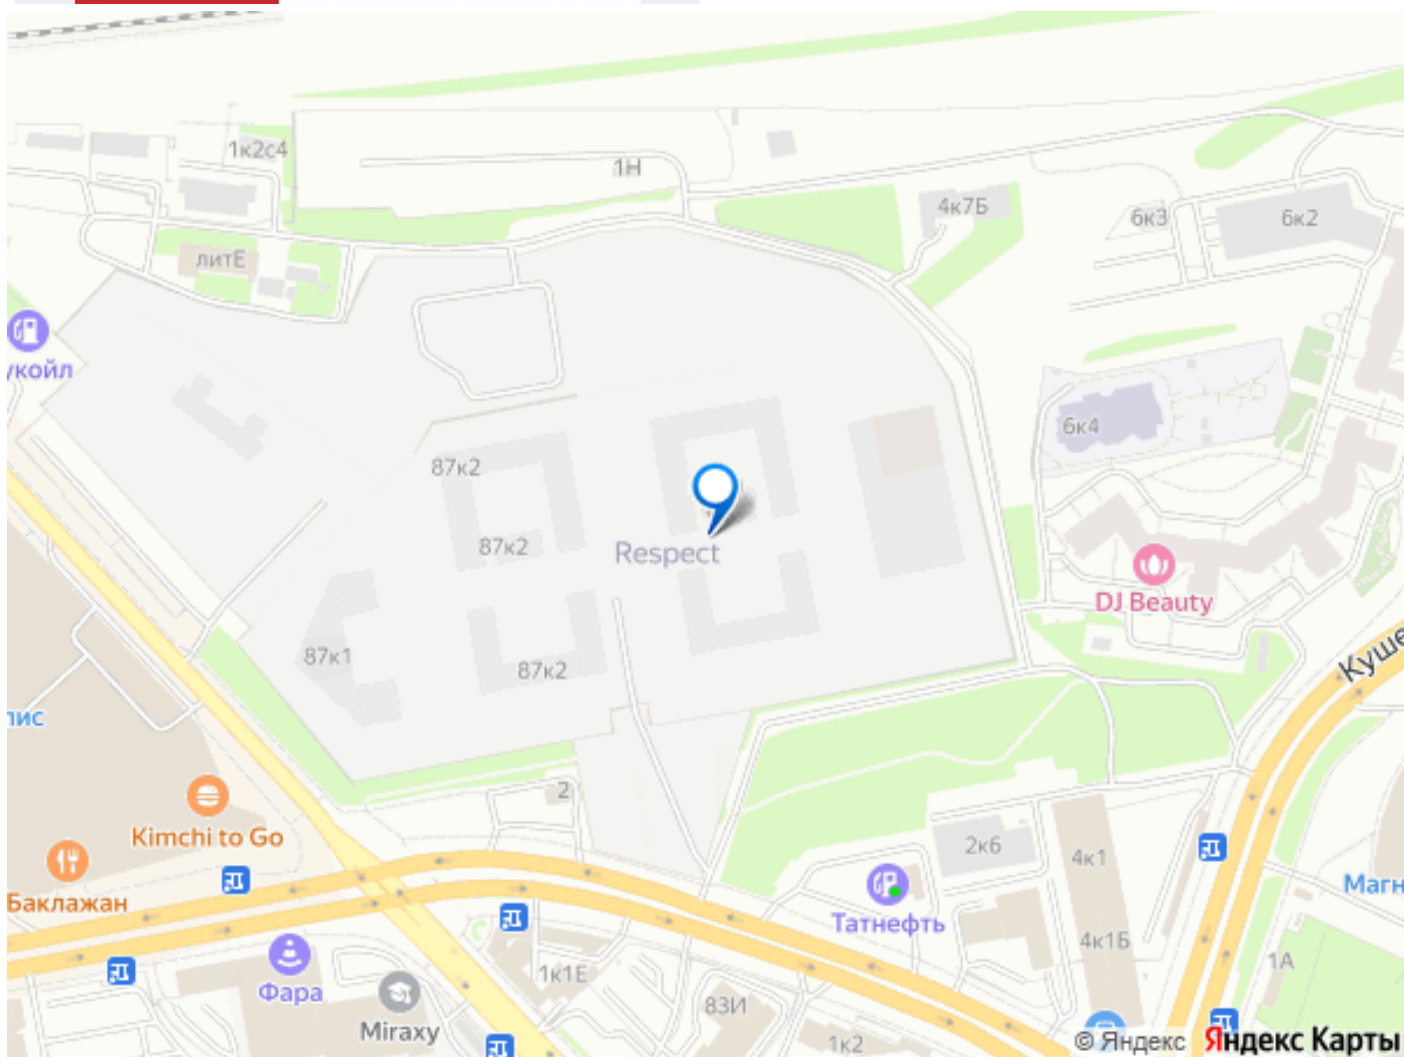 1к2с4
1Н
4к7Б
6к3
6к2
литЕ
укойл
6к4
87к2
87к2
Respect
DJ Beauty
87к1
87к2
Куше
лис
2
Kimchi to Go
2к6
4к1
Магн
Баклажан
Татнефть
4к1Б
1А
1к1Е
Фара
83И
Miraxy
1к2
© Яндекс Яндекс Карты